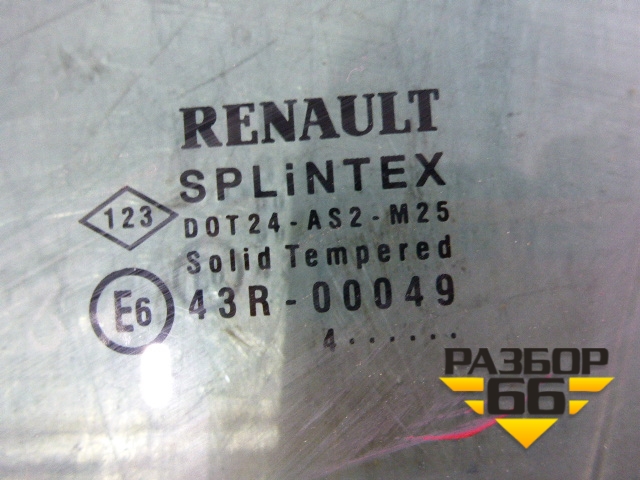 RENAULT
SPLiNTEX
123
DOT24-AS2-M25
Solid Tempered
E6
43R-00049
4······
РАЗБОР
66